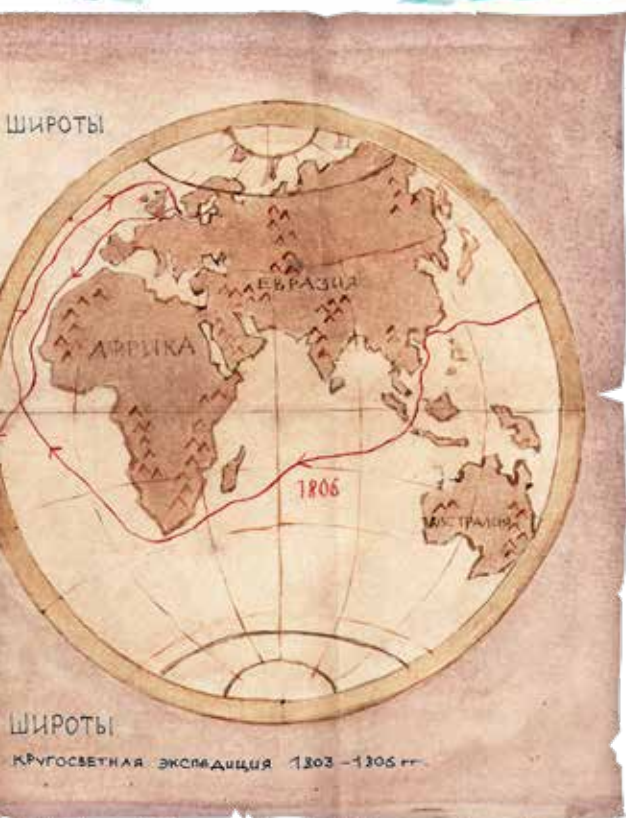 ШИРОТЫ
ЕВРАЗИЯ
АФРИКА
1806
АВСТРАЛИЯ
ШИРОТЫ
КРУГОСВЕТНАЯ ЭКСПЕДИЦИЯ 1803-1806 гг.